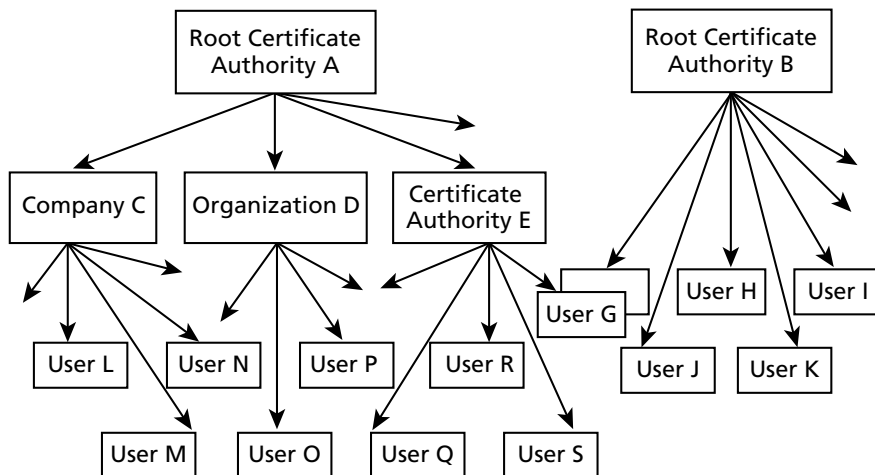 Root Certificate
Authority A
Root Certificate
Authority B
Company C
Organization D
Certificate
Authority E
User G
User H
User I
User L
User N
User P
User R
User J
User K
User M
User O
User Q
User S